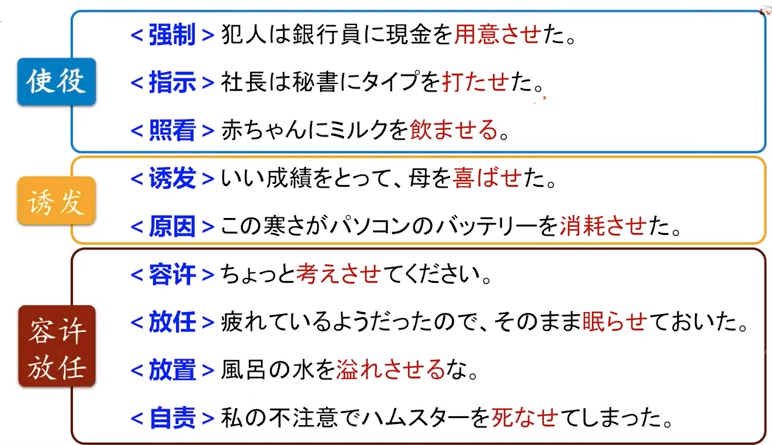 使役
<强制>犯人は銀行員に現金を用意させた。
<指示>社長は秘書にタイプを打たせた。
<照看>赤ちゃんにミルクを飲ませる。
诱发
<诱发>いい成績をとって、母を喜ばせた。
<原因>この寒さがパソコンのバッテリーを消耗させた。
容许
放任
<容许>ちょっと考えさせてください。
<放任>疲れているようだったので、そのまま眠らせておいた。
<放置>風呂の水を溢れさせるな。
<自责>私の不注意でハムスターを死なせてしまった。